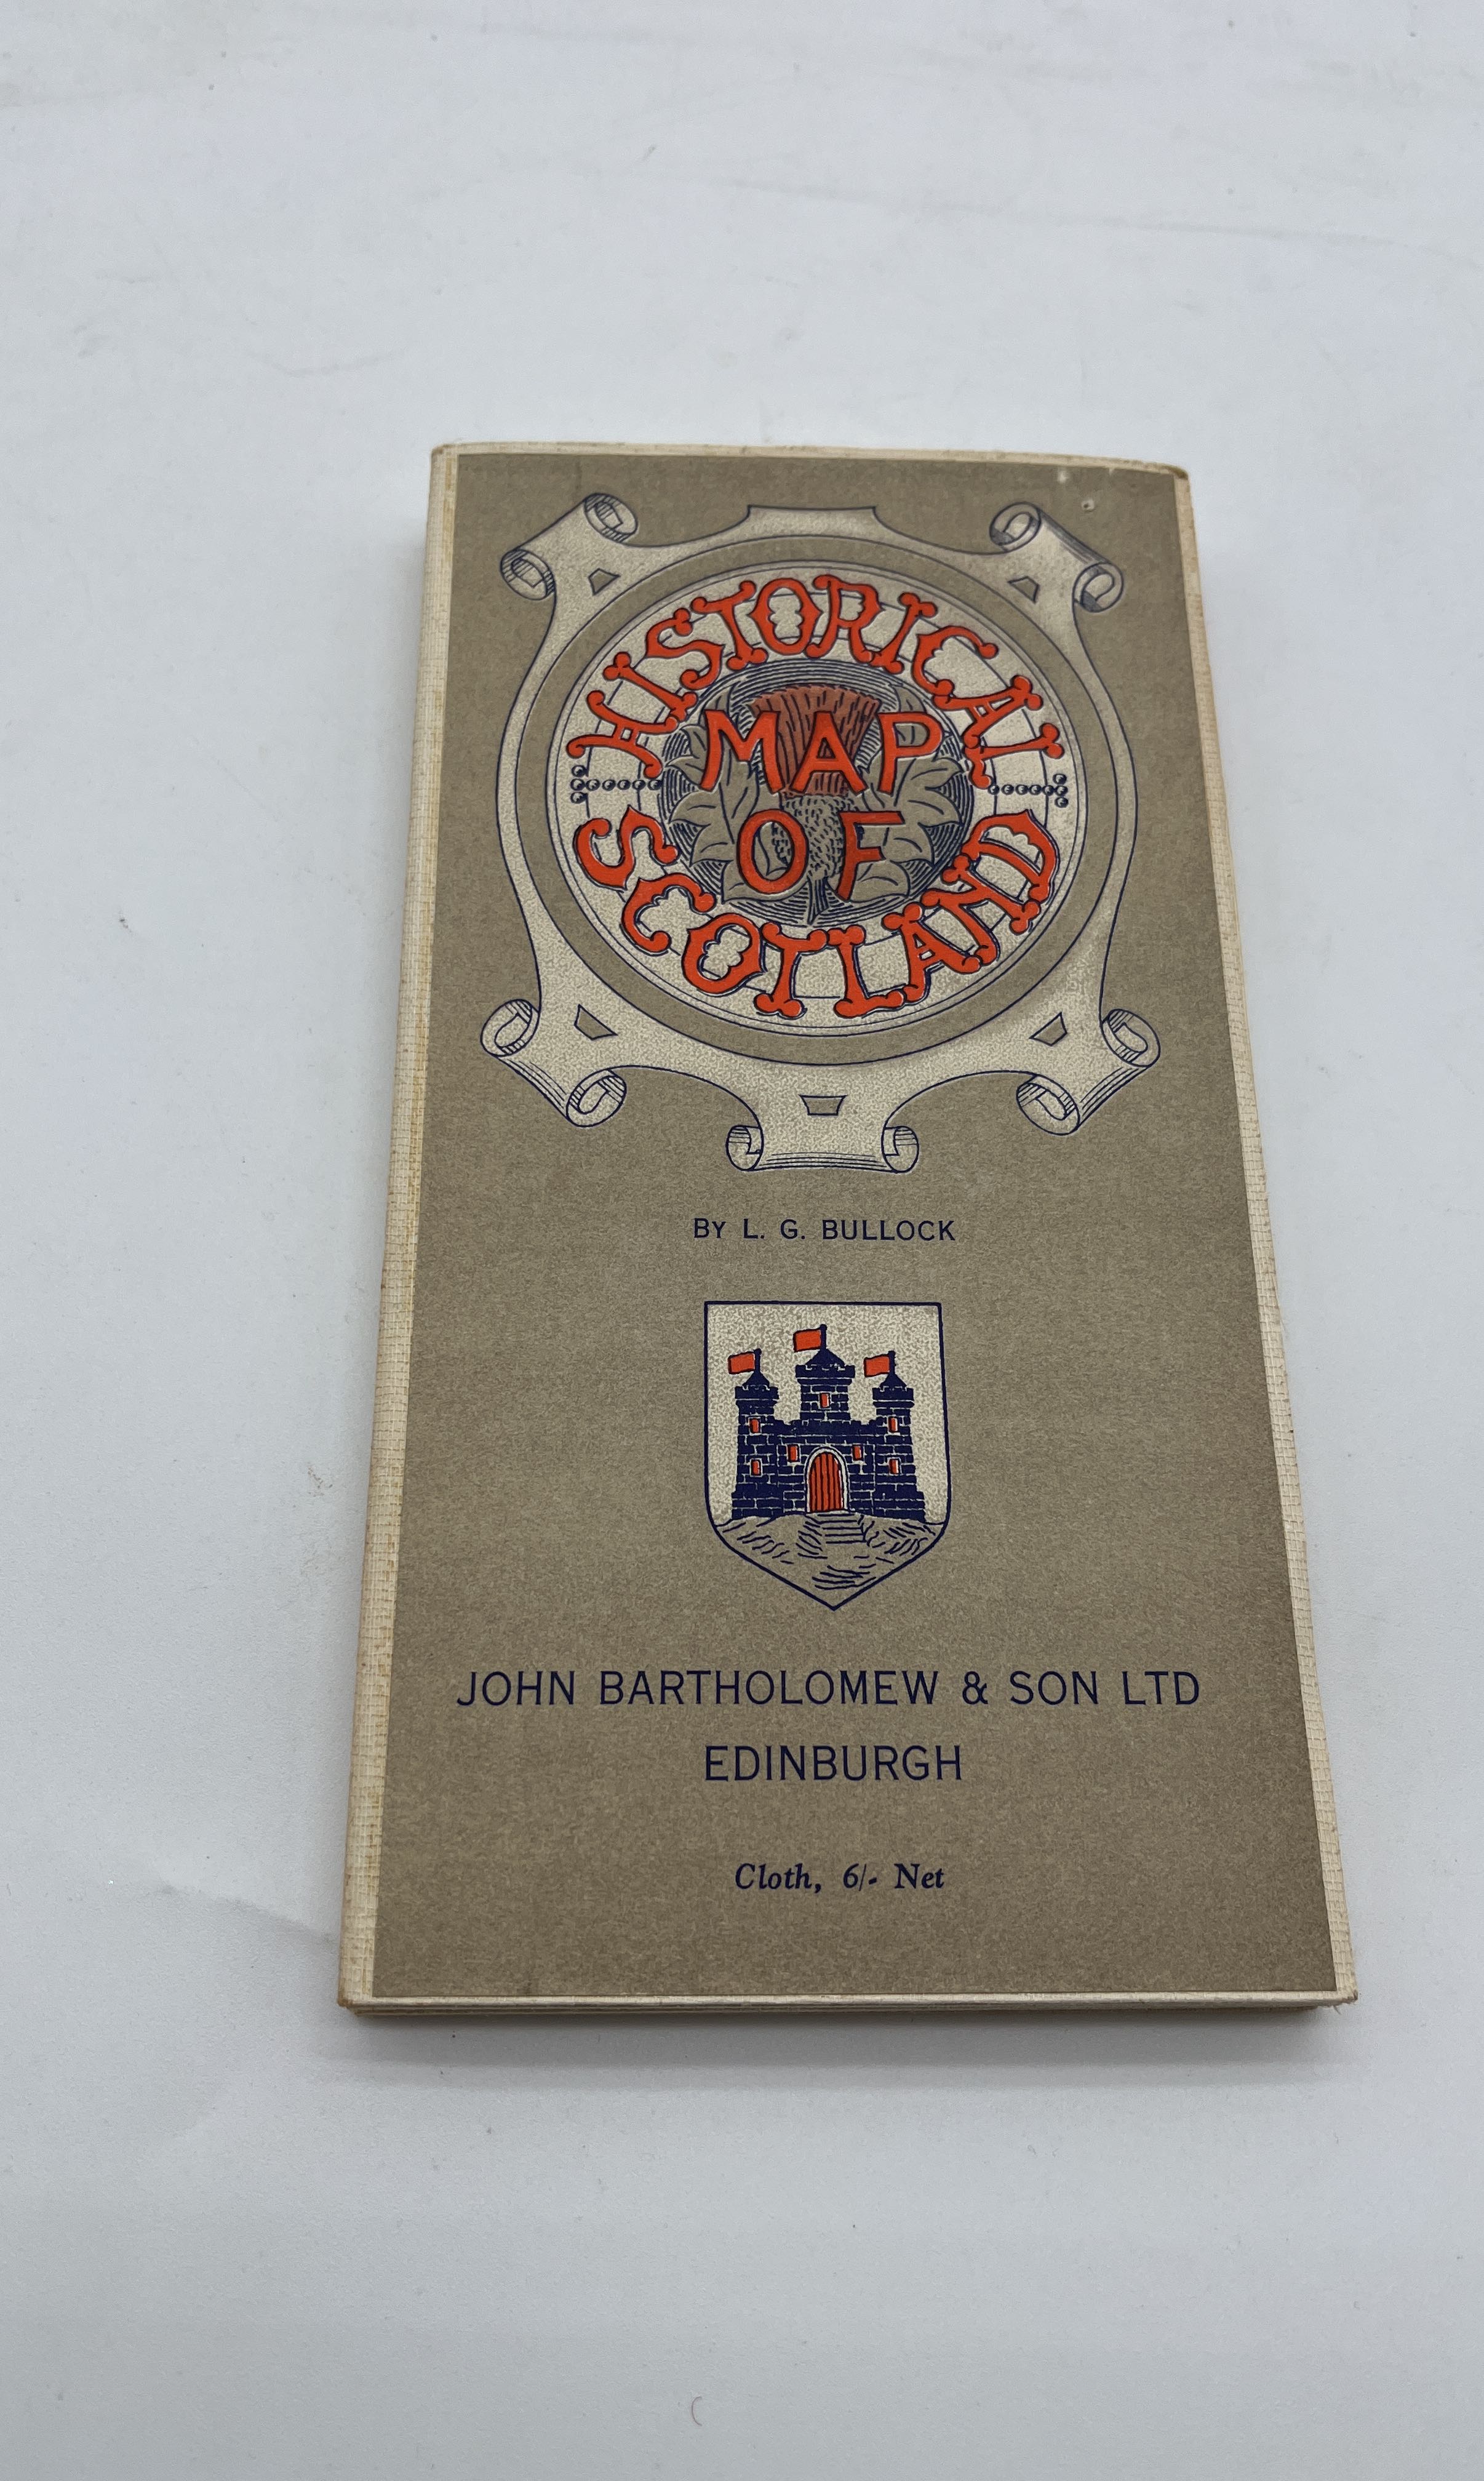 HISTORICAL
MAP
OF
SCOTLAND
BY L. G. BULLOCK
JOHN BARTHOLOMEW & SON LTD
EDINBURGH
Cloth, 6/- Net